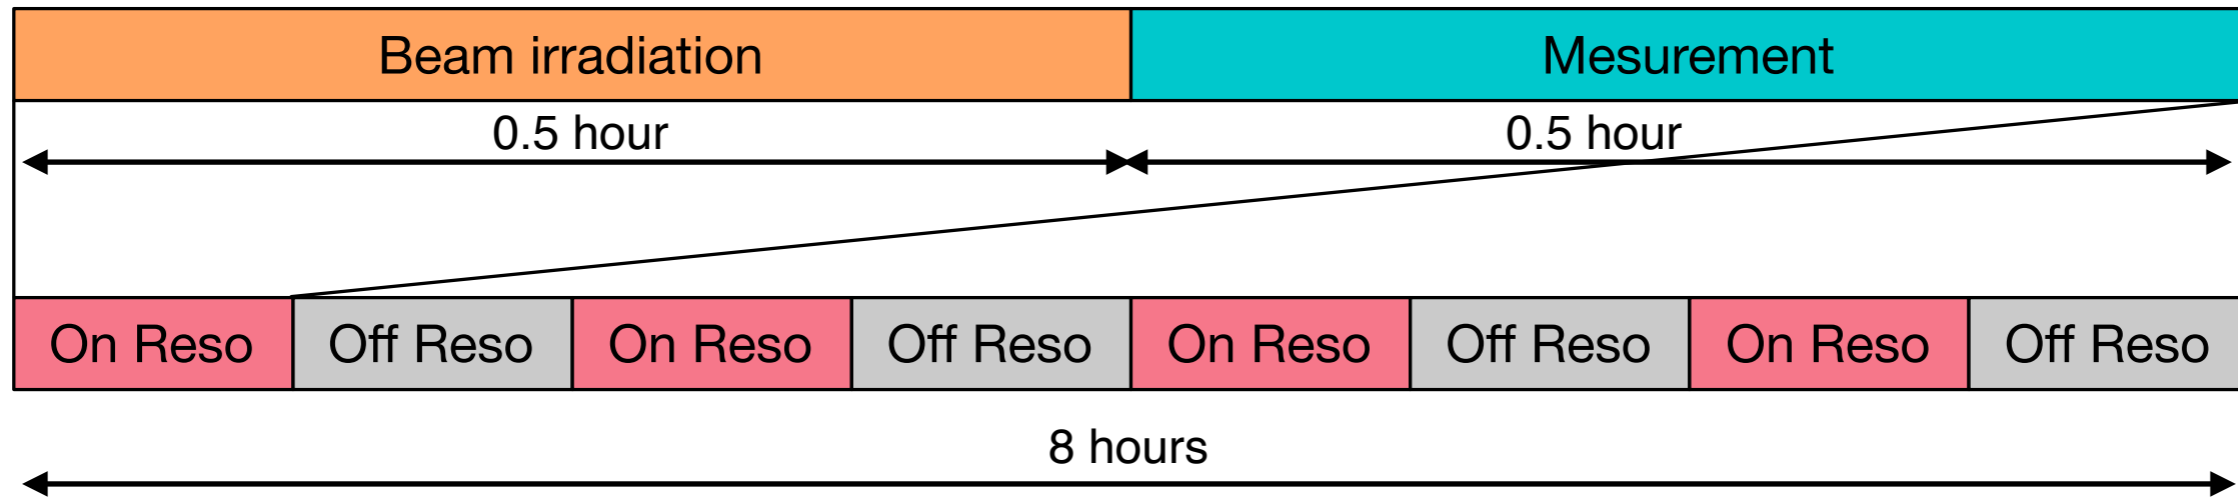 Beam irradiation Mesurement
0.5 hour 0.5 hour
On Reso Off Reso On Reso Off Reso On Reso Off Reso On Reso Off Reso
8 hours